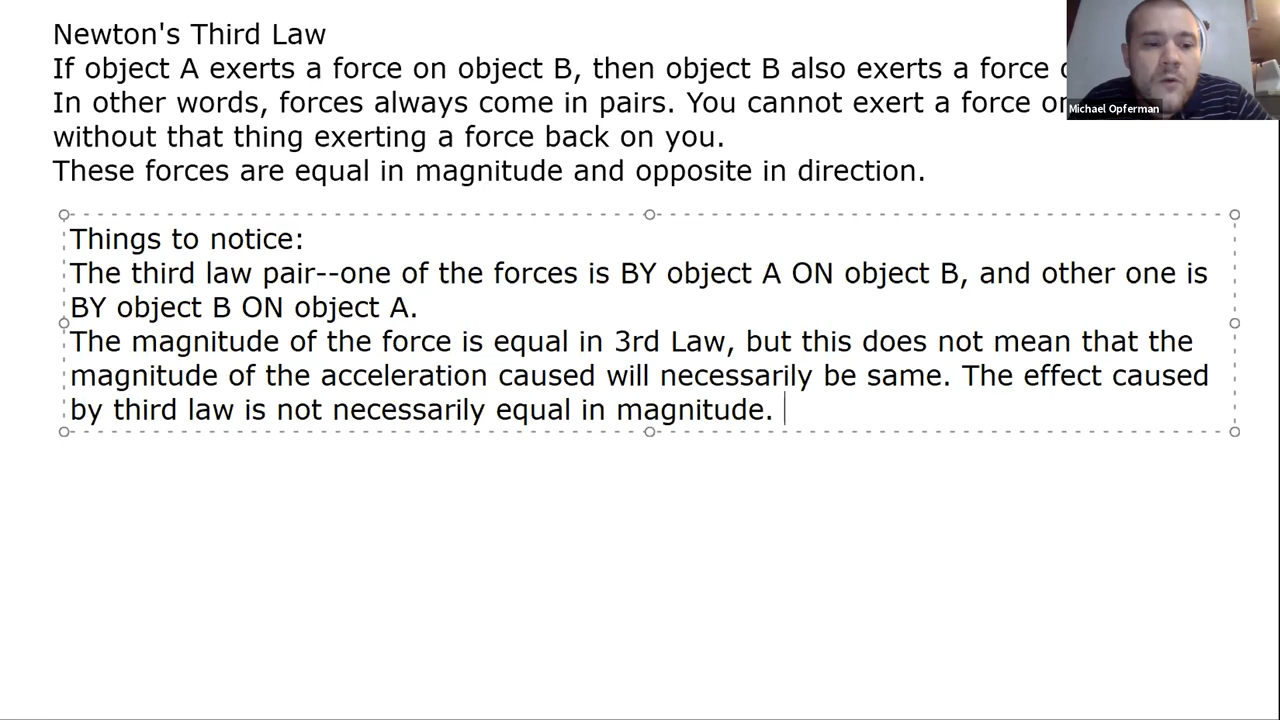 Newton's Third Law
If object A exerts a force on object B, then object B also exerts a force
In other words, forces always come in pairs. You cannot exert a force on
without that thing exerting a force back on you.
These forces are equal in magnitude and opposite in direction.
Michael Opferman
Things to notice:
The third law pair--one of the forces is BY object A ON object B, and other one is
BY object B ON object A.
The magnitude of the force is equal in 3rd Law, but this does not mean that the
magnitude of the acceleration caused will necessarily be same. The effect caused
by third law is not necessarily equal in magnitude.